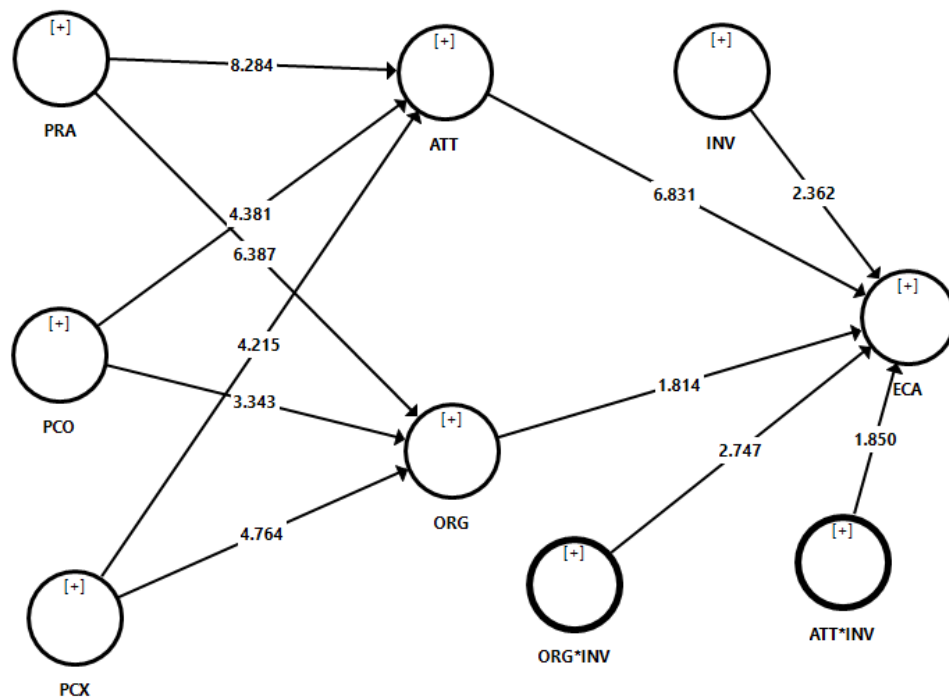 [+]
PRA
8.284
[+]
ATT
[+]
INV
6.831
2.362
4.381
6.387
[+]
ECA
[+]
PCO
4.215
3.343
1.814
[+]
ORG
2.747
1.850
4.764
[+]
PCX
[+]
ORG*INV
[+]
ATT*INV